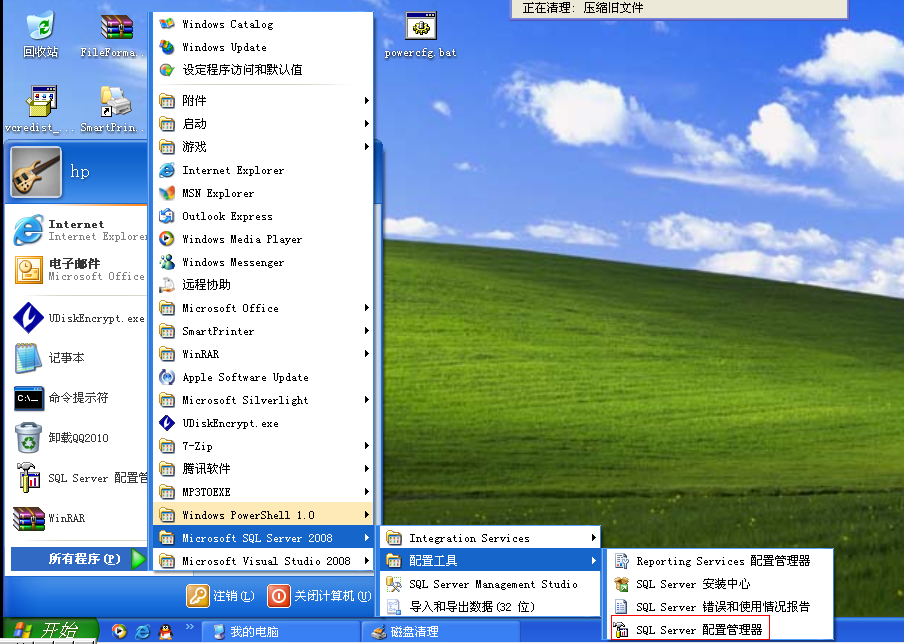 正在清理: 压缩旧文件
回收站
FileForma...
powercfg.bat
vcredist_...
SmartPrin...
hp
Internet
Internet Explorer
电子邮件
Microsoft Office
UDiskEncrypt.exe
记事本
C:\_
命令提示符
卸载QQ2010
SQL Server 配置管
WinRAR
所有程序(P)
Windows Catalog
Windows Update
设定程序访问和默认值
附件
启动
游戏
Internet Explorer
MSN Explorer
Outlook Express
Windows Media Player
Windows Messenger
远程协助
Microsoft Office
SmartPrinter
WinRAR
Apple Software Update
Microsoft Silverlight
UDiskEncrypt.exe
7-Zip
腾讯软件
MP3TOEXE
Windows PowerShell 1.0
Microsoft SQL Server 2008
Microsoft Visual Studio 2008
Integration Services
配置工具
SQL Server Management Studio
导入和导出数据(32 位)
Reporting Services 配置管理器
SQL Server 安装中心
SQL Server 错误和使用情况报告
SQL Server 配置管理器
注销(L)
关闭计算机(U)
开始
我的电脑
磁盘清理